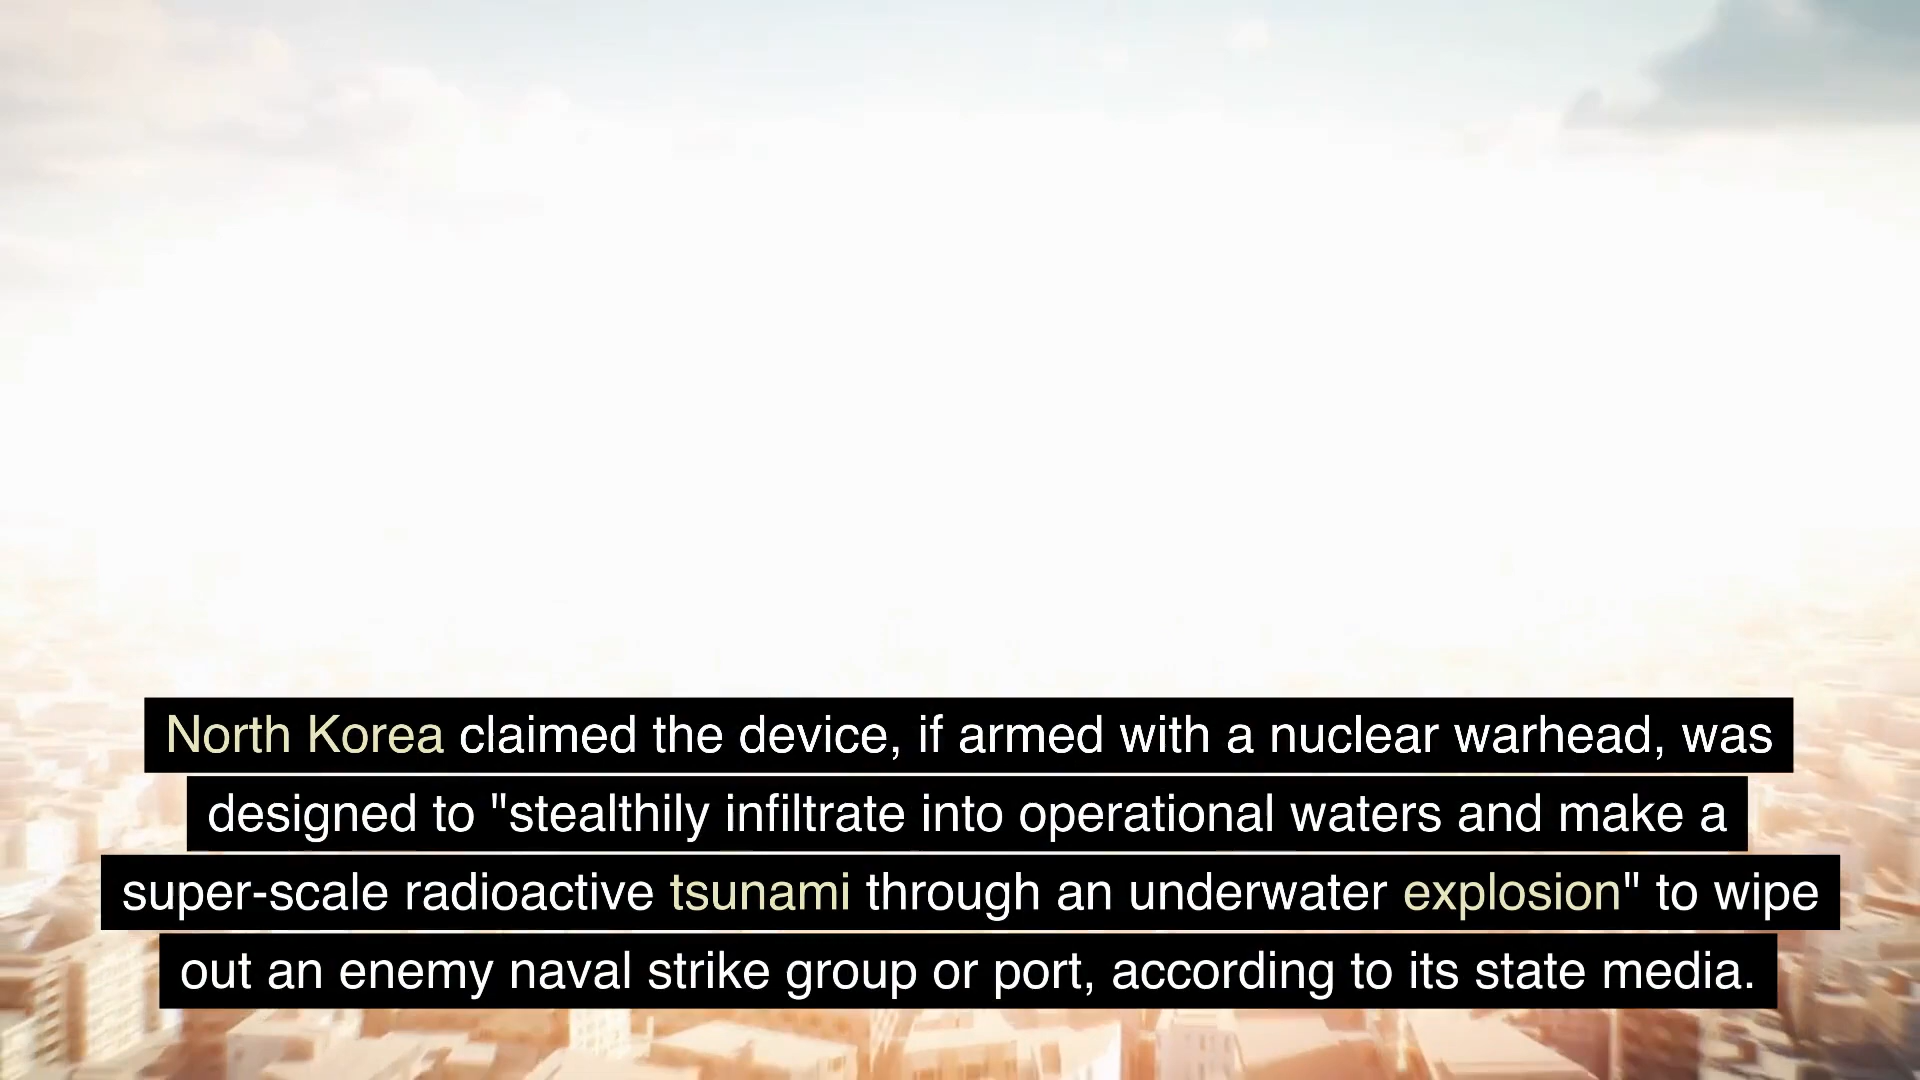 North Korea claimed the device, if armed with a nuclear warhead, was
designed to "stealthily infiltrate into operational waters and make a
super-scale radioactive tsunami through an underwater explosion" to wipe
out an enemy naval strike group or port, according to its state media.